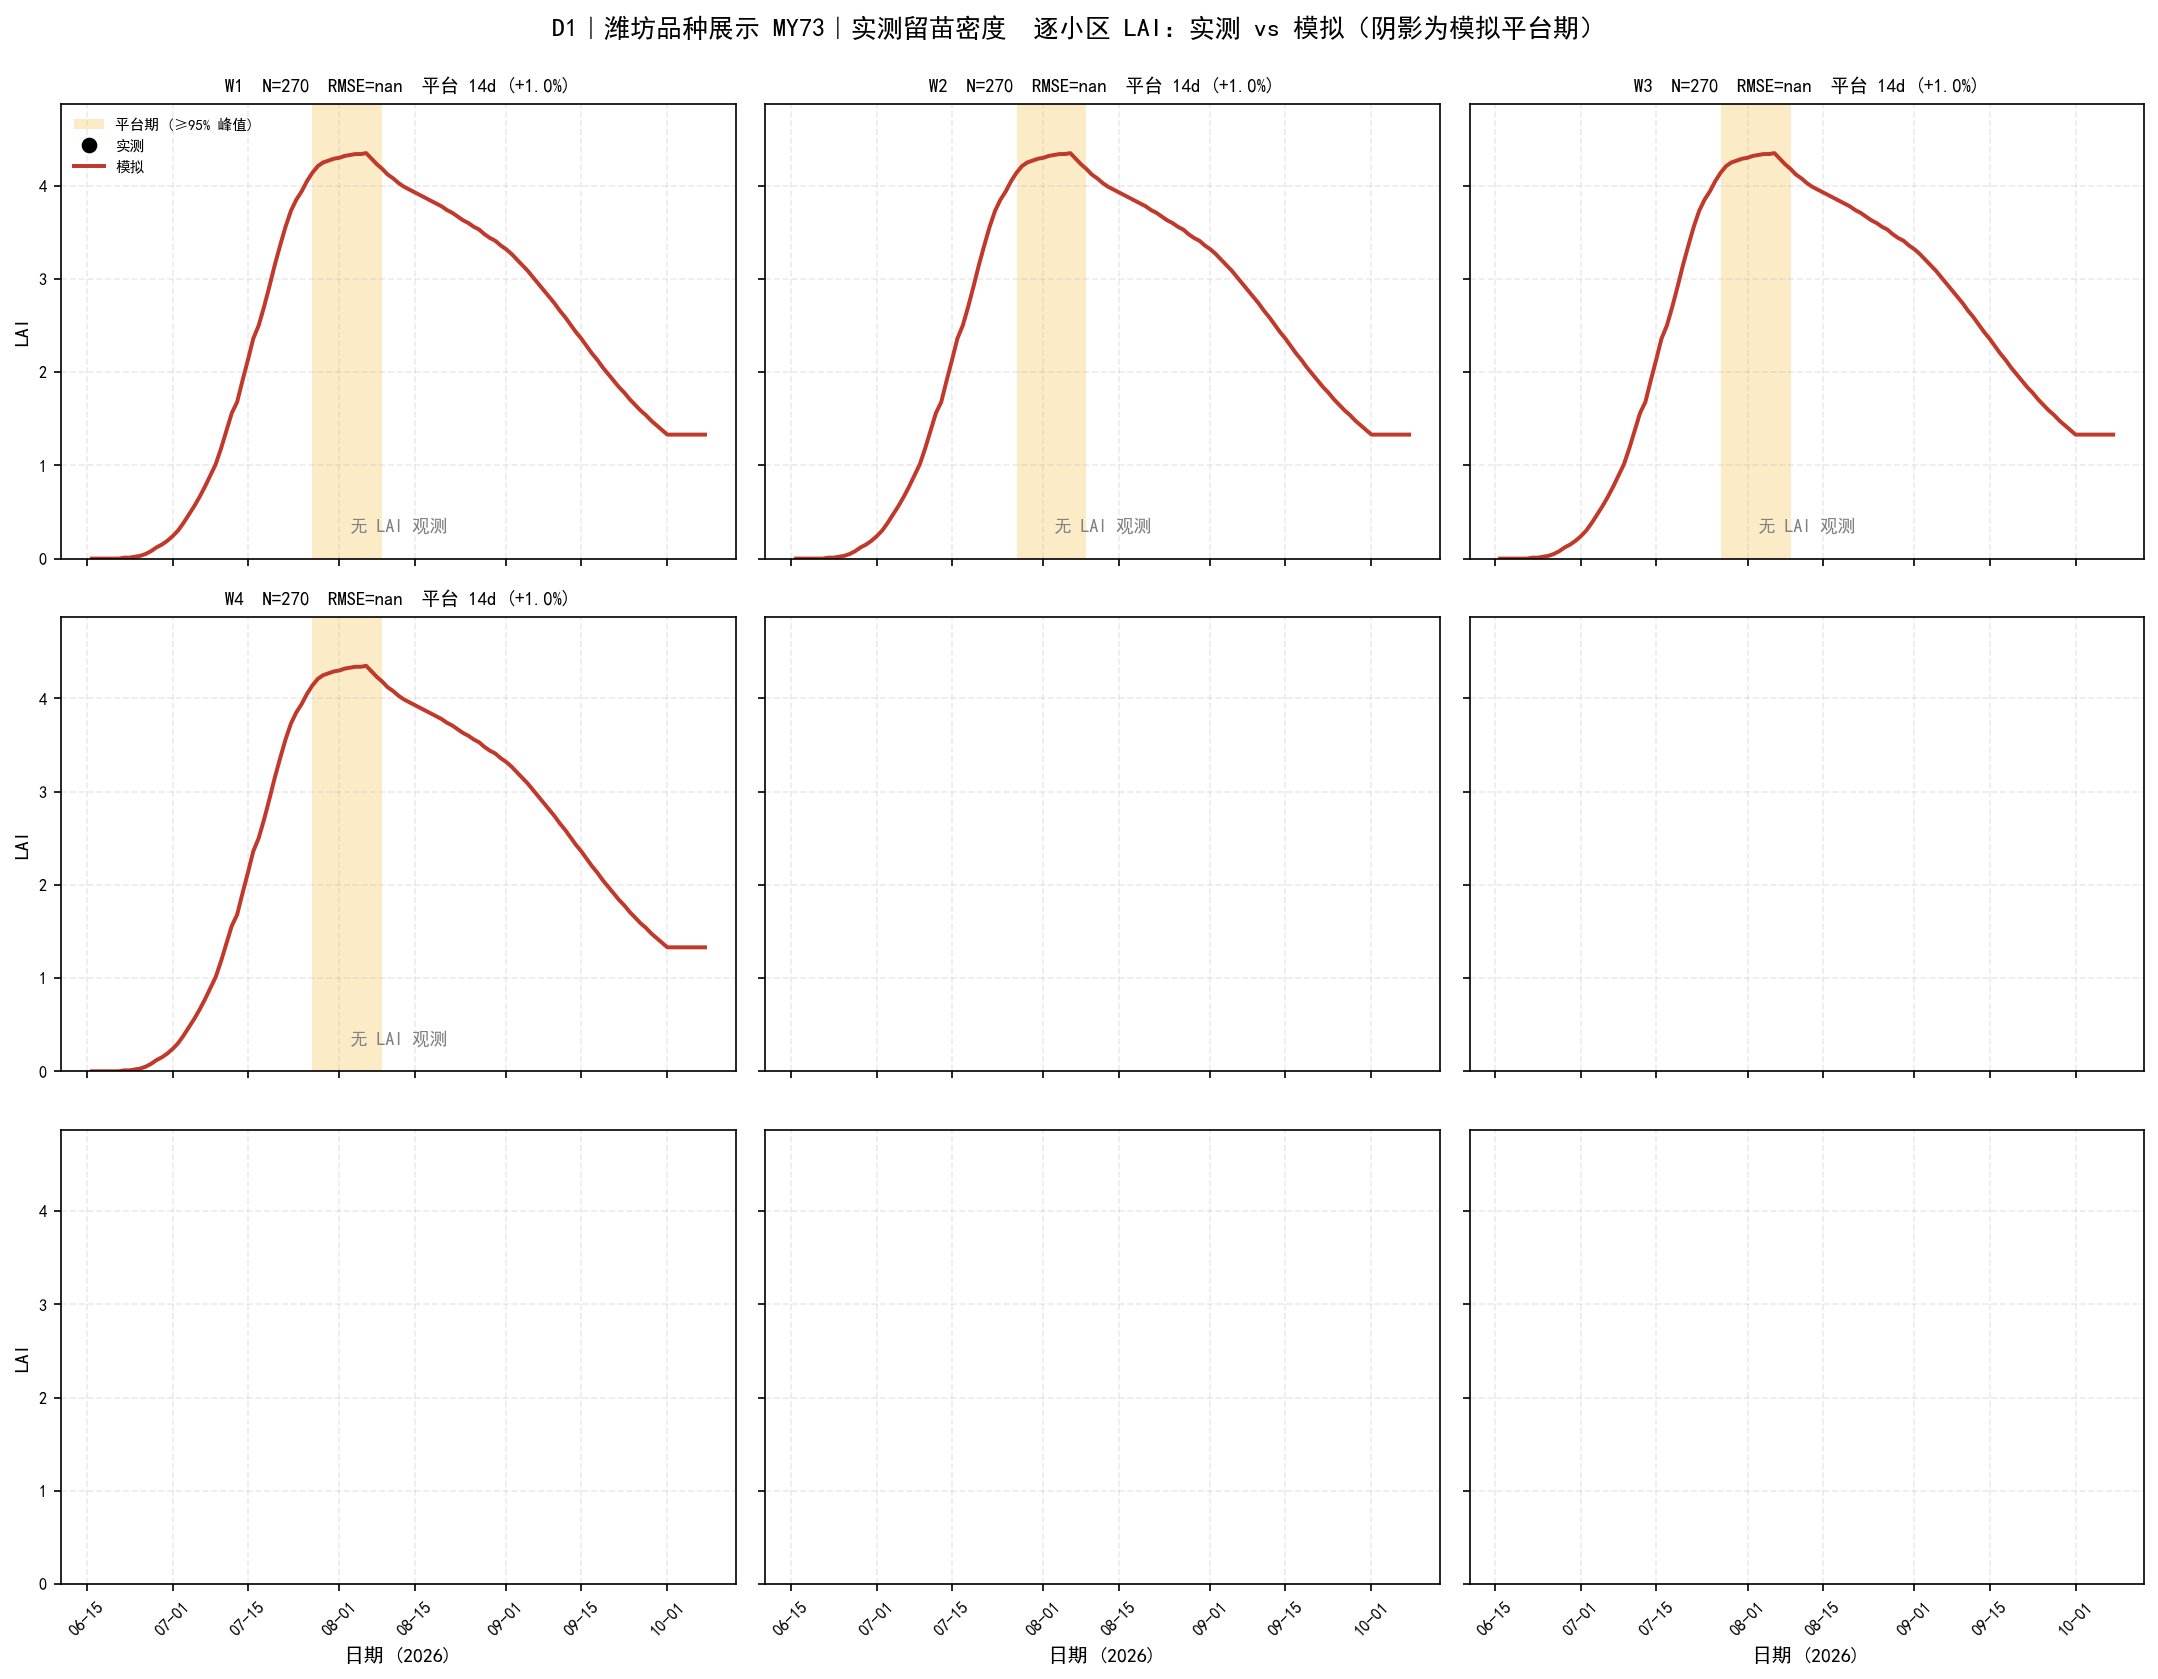 D1｜潍坊品种展示 MY73｜实测留苗密度  逐小区 LAI：实测 vs 模拟（阴影为模拟平台期）
W1  N=270  RMSE=nan  平台 14d (+1.0%)
W2  N=270  RMSE=nan  平台 14d (+1.0%)
W3  N=270  RMSE=nan  平台 14d (+1.0%)
平台期 (≥95% 峰值)
实测
模拟
LAI
4
3
2
1
0
无 LAI 观测
无 LAI 观测
无 LAI 观测
W4  N=270  RMSE=nan  平台 14d (+1.0%)
LAI
4
3
2
1
0
无 LAI 观测
LAI
4
3
2
1
0
06-15 07-01 07-15 08-01 08-15 09-01 09-15 10-01
06-15 07-01 07-15 08-01 08-15 09-01 09-15 10-01
06-15 07-01 07-15 08-01 08-15 09-01 09-15 10-01
日期 (2026)
日期 (2026)
日期 (2026)